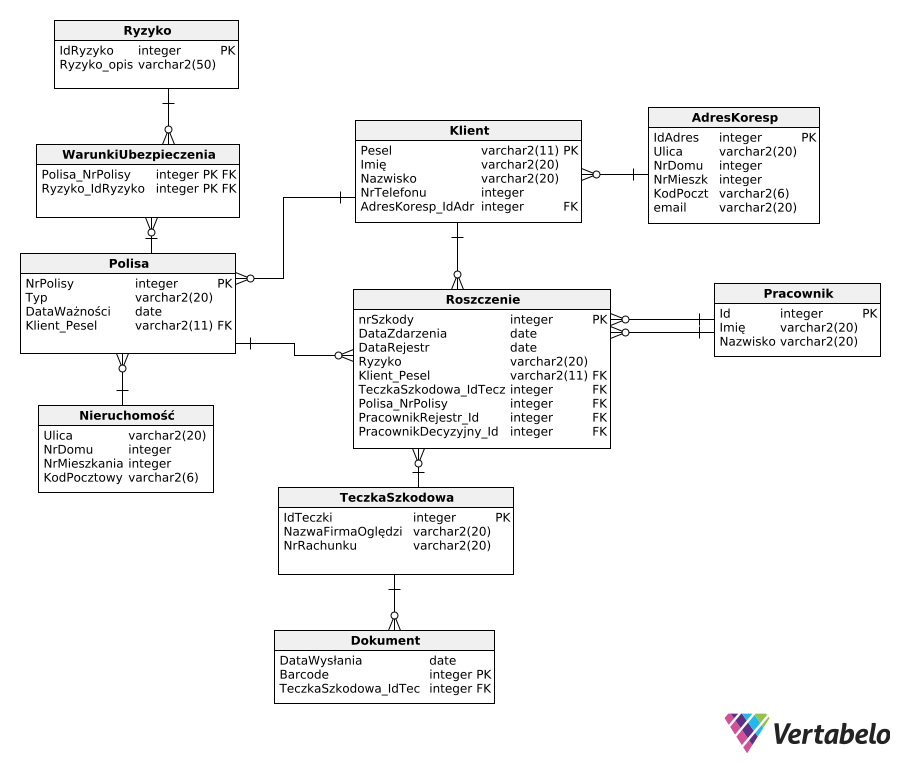 Ryzyko
IdRyzyko integer PK
Ryzyko_opis varchar2(50)
WarunkiUbezpieczenia
Polisa_NrPolisy integer PK FK
Ryzyko_IdRyzyko integer PK FK
Polisa
NrPolisy integer PK
Typ varchar2(20)
DataWażności date
Klient_Pesel varchar2(11) FK
Nieruchomość
Ulica varchar2(20)
NrDomu integer
NrMieszkania integer
KodPocztowy varchar2(6)
Klient
Pesel varchar2(11) PK
Imię varchar2(20)
Nazwisko varchar2(20)
NrTelefonu integer
AdresKoresp_IdAdr integer FK
AdresKoresp
IdAdres integer PK
Ulica varchar2(20)
NrDomu integer
NrMieszk integer
KodPoczt varchar2(6)
email varchar2(20)
Roszczenie
nrSzkody integer PK
DataZdarzenia date
DataRejestr date
Ryzyko varchar2(20)
Klient_Pesel varchar2(11) FK
TeczkaSzkodowa_IdTecz integer FK
Polisa_NrPolisy integer FK
PracownikRejestr_Id integer FK
PracownikDecyzyjny_Id integer FK
Pracownik
Id integer PK
Imię varchar2(20)
Nazwisko varchar2(20)
TeczkaSzkodowa
IdTeczki integer PK
NazwaFirmaOględzi varchar2(20)
NrRachunku varchar2(20)
Dokument
DataWysłania date
Barcode integer PK
TeczkaSzkodowa_IdTec integer FK
Vertabelo